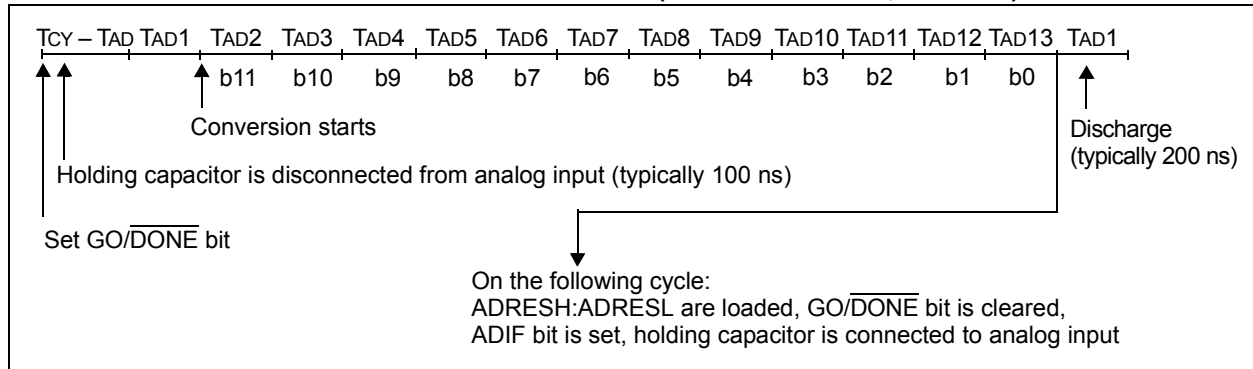 TCY – TAD TAD1 TAD2 TAD3 TAD4 TAD5 TAD6 TAD7 TAD8 TAD9 TAD10 TAD11 TAD12 TAD13 TAD1
b11 b10 b9 b8 b7 b6 b5 b4 b3 b2 b1 b0
Conversion starts
Discharge
(typically 200 ns)
Holding capacitor is disconnected from analog input (typically 100 ns)
Set GO/DONE bit
On the following cycle:
ADRESH:ADRESL are loaded, GO/DONE bit is cleared,
ADIF bit is set, holding capacitor is connected to analog input